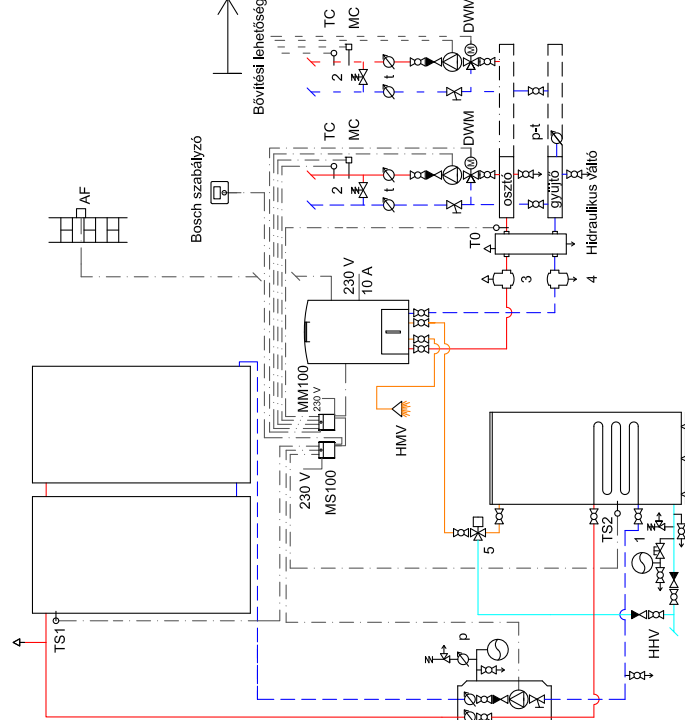 Bővítési lehetőség
TC
MC
DWM
M
2
t
TC
MC
DWM
M
2
t
p-t
osztó
gyűjtő
Hidraulikus váltó
T0
3
4
Bosch szabályzó
AF
230 V
10 A
MM100
230 V
230 V
MS100
HMV
TS1
TS2
1
5
HHV
p